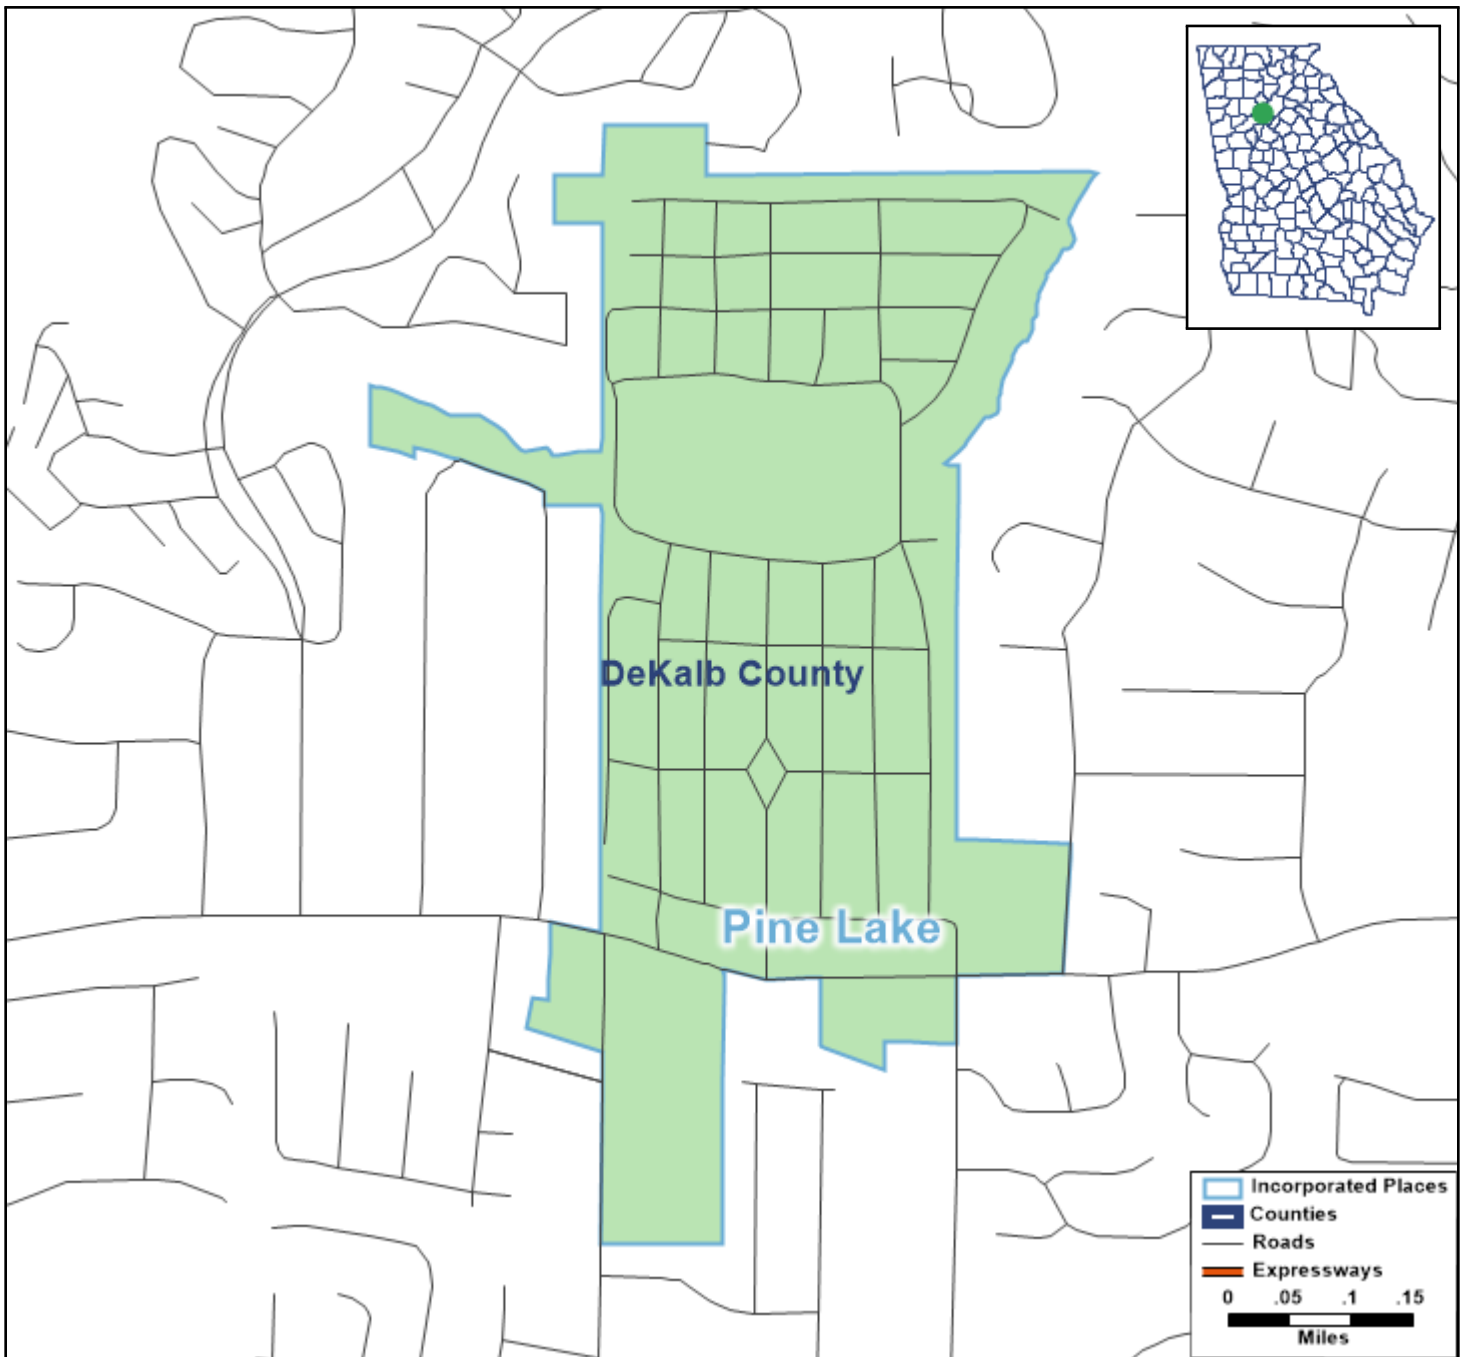 DeKalb County
Pine Lake
Incorporated Places
Counties
Roads
Expressways
0 .05 .1 .15
Miles